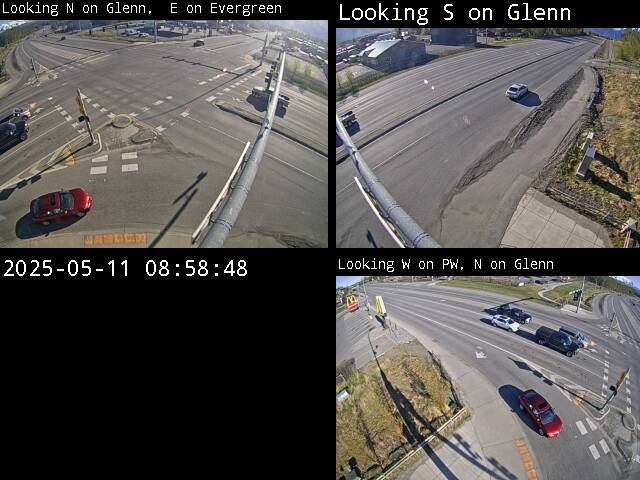 Looking N on Glenn,  E on Evergreen
Looking S on Glenn
2025-05-11 08:58:48
Looking W on PW, N on Glenn